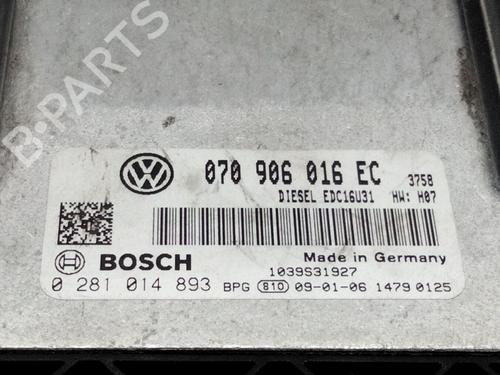 B-PARTS
070 906 016 EC 3758
DIESEL EDC16U31 HW: H07
BOSCH
Made in Germany
1039S31927
0 281 014 893 BPG 810 09-01-06 1479 0125